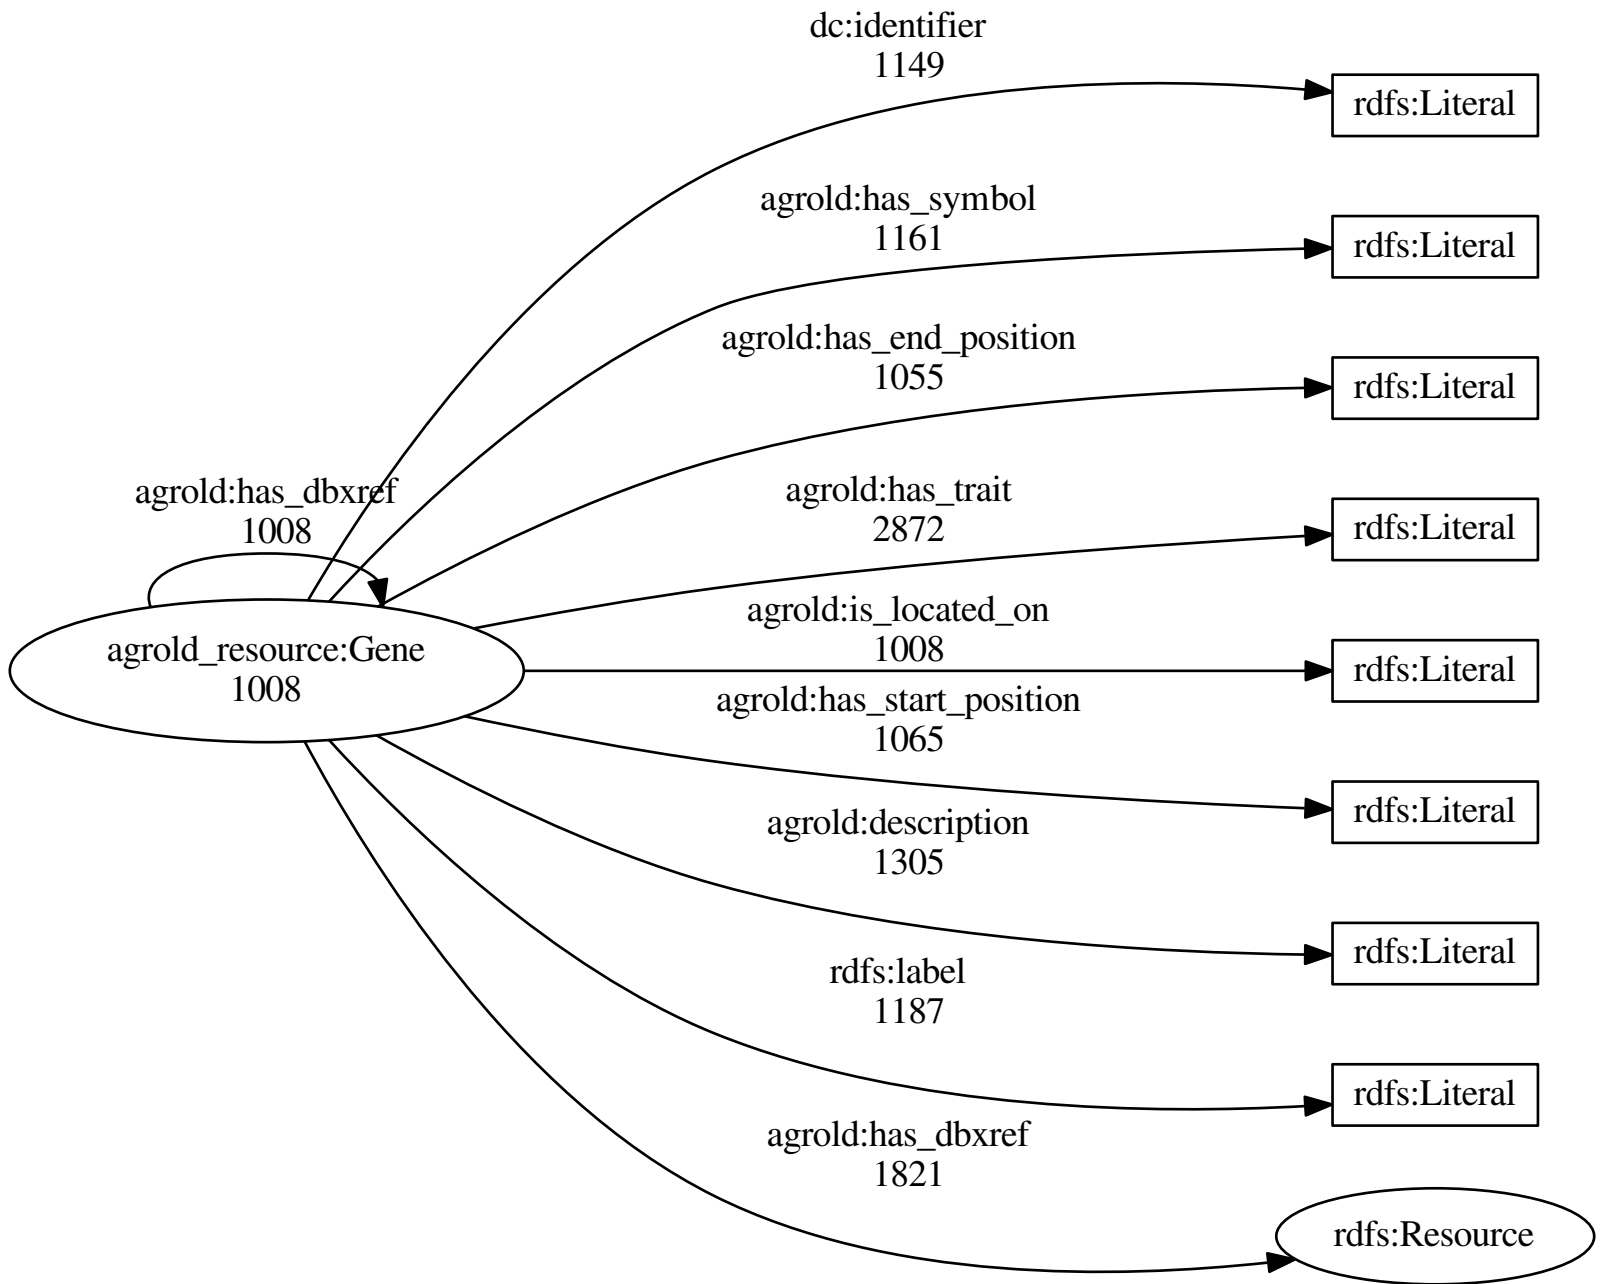 dc:identifier
1149
rdfs:Literal
agrold:has_symbol
1161
rdfs:Literal
agrold:has_end_position
1055
rdfs:Literal
agrold:has_dbxref
1008
agrold:has_trait
2872
rdfs:Literal
agrold_resource:Gene
1008
agrold:is_located_on
1008
rdfs:Literal
agrold:has_start_position
1065
rdfs:Literal
agrold:description
1305
rdfs:Literal
rdfs:label
1187
rdfs:Literal
agrold:has_dbxref
1821
rdfs:Resource